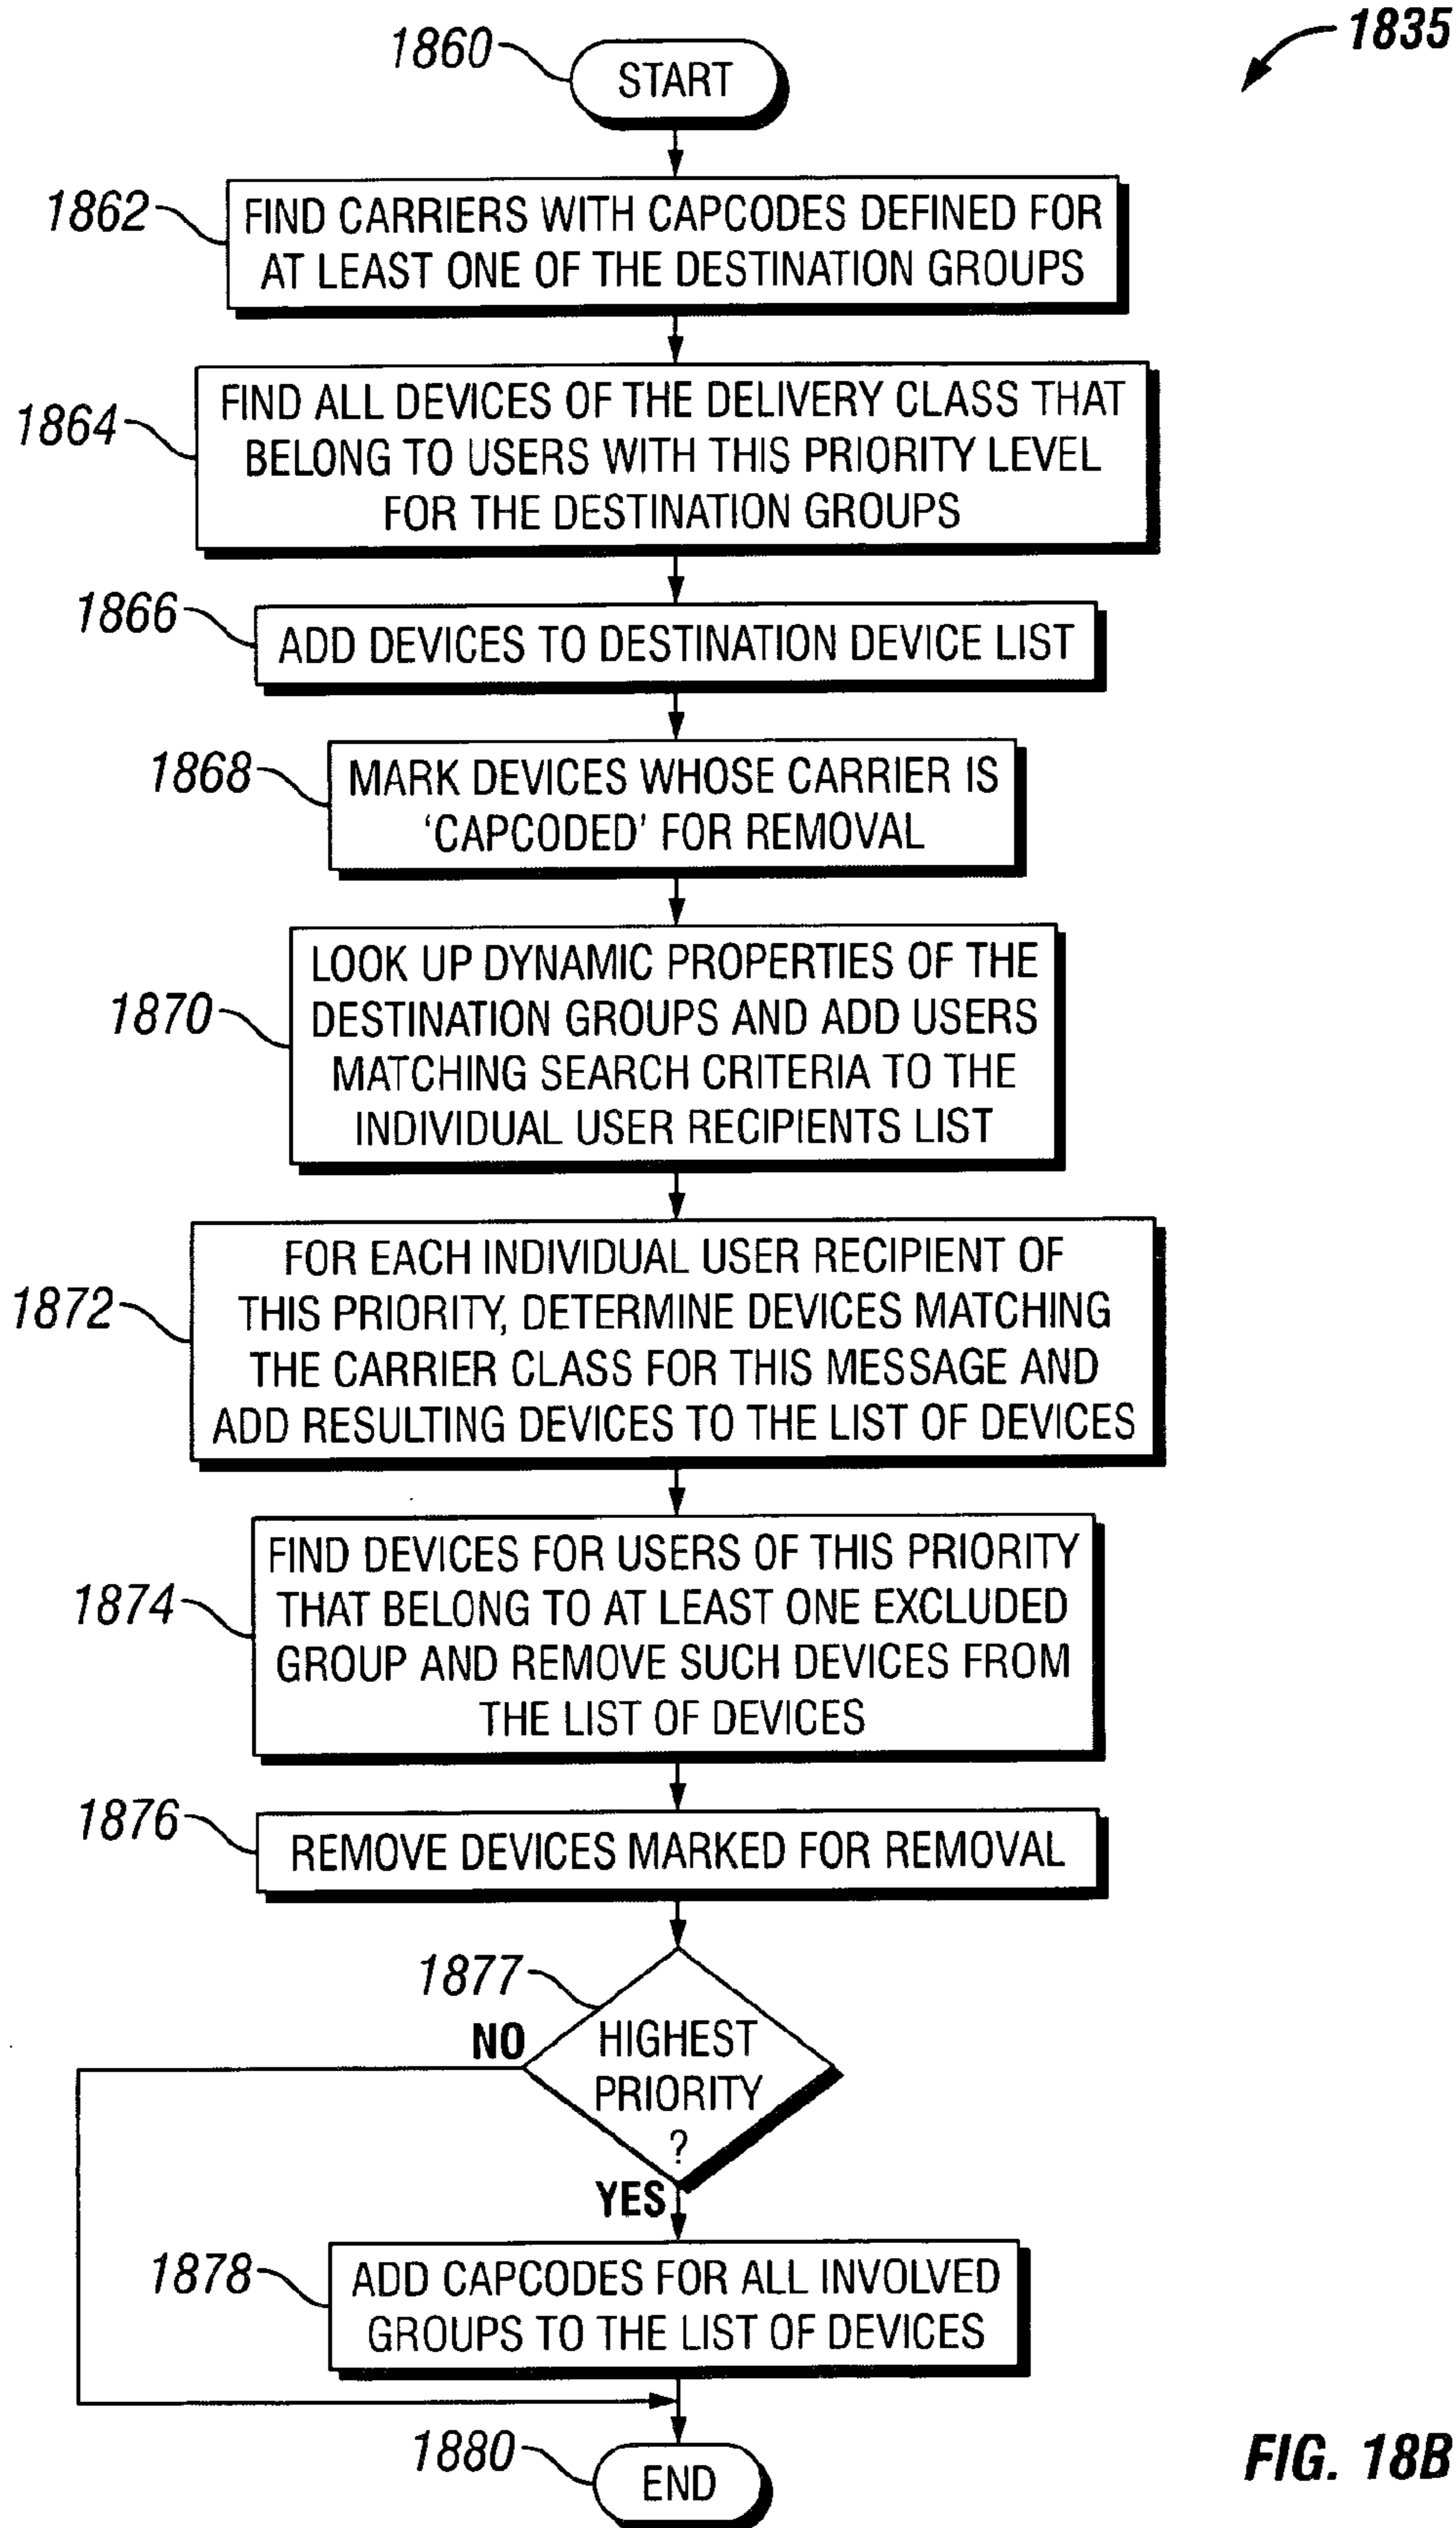 1835
1860
START
1862
FIND CARRIERS WITH CAPCODES DEFINED FOR
AT LEAST ONE OF THE DESTINATION GROUPS
1864
FIND ALL DEVICES OF THE DELIVERY CLASS THAT
BELONG TO USERS WITH THIS PRIORITY LEVEL
FOR THE DESTINATION GROUPS
1866
ADD DEVICES TO DESTINATION DEVICE LIST
1868
MARK DEVICES WHOSE CARRIER IS
‘CAPCODED’ FOR REMOVAL
1870
LOOK UP DYNAMIC PROPERTIES OF THE
DESTINATION GROUPS AND ADD USERS
MATCHING SEARCH CRITERIA TO THE
INDIVIDUAL USER RECIPIENTS LIST
1872
FOR EACH INDIVIDUAL USER RECIPIENT OF
THIS PRIORITY, DETERMINE DEVICES MATCHING
THE CARRIER CLASS FOR THIS MESSAGE AND
ADD RESULTING DEVICES TO THE LIST OF DEVICES
1874
FIND DEVICES FOR USERS OF THIS PRIORITY
THAT BELONG TO AT LEAST ONE EXCLUDED
GROUP AND REMOVE SUCH DEVICES FROM
THE LIST OF DEVICES
1876
REMOVE DEVICES MARKED FOR REMOVAL
1877
NO
HIGHEST
PRIORITY
?
YES
1878
ADD CAPCODES FOR ALL INVOLVED
GROUPS TO THE LIST OF DEVICES
1880
END
FIG. 18B